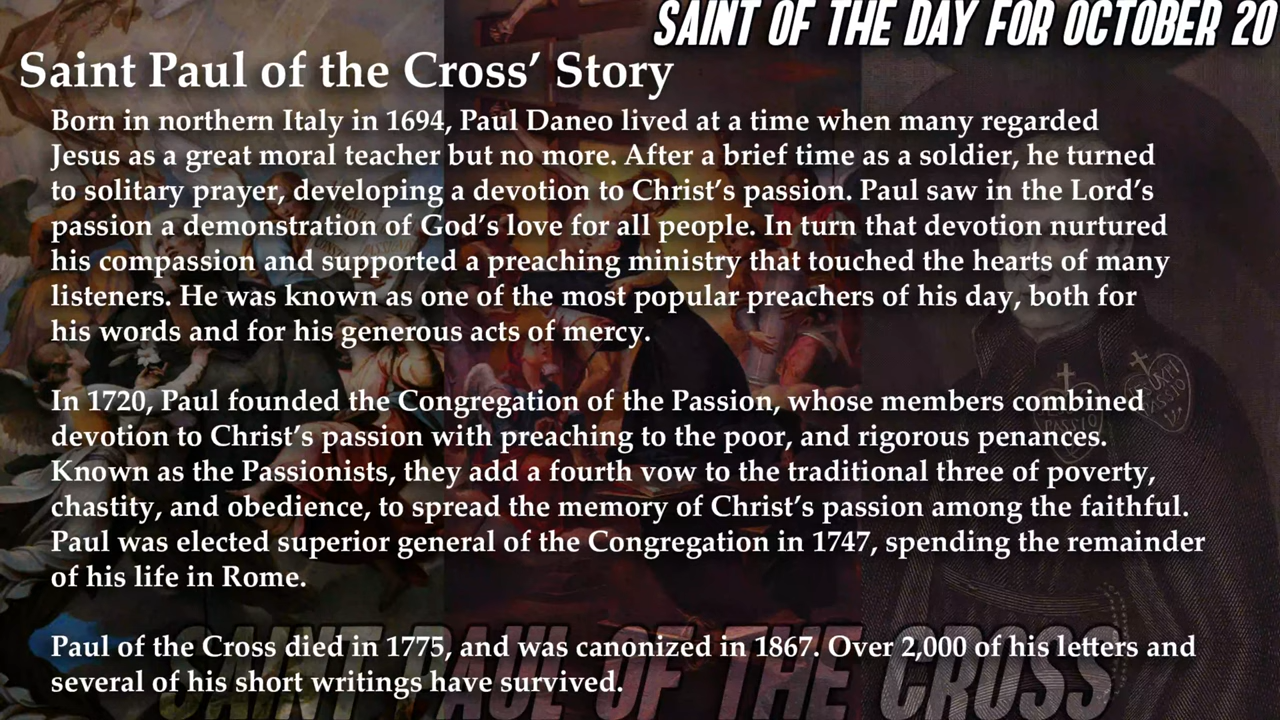 SAINT OF THE DAY FOR OCTOBER 20
Saint Paul of the Cross’ Story
Born in northern Italy in 1694, Paul Daneo lived at a time when many regarded
Jesus as a great moral teacher but no more. After a brief time as a soldier, he turned
to solitary prayer, developing a devotion to Christ’s passion. Paul saw in the Lord’s
passion a demonstration of God’s love for all people. In turn that devotion nurtured
his compassion and supported a preaching ministry that touched the hearts of many
listeners. He was known as one of the most popular preachers of his day, both for
his words and for his generous acts of mercy.
In 1720, Paul founded the Congregation of the Passion, whose members combined
devotion to Christ’s passion with preaching to the poor, and rigorous penances.
Known as the Passionists, they add a fourth vow to the traditional three of poverty,
chastity, and obedience, to spread the memory of Christ’s passion among the faithful.
Paul was elected superior general of the Congregation in 1747, spending the remainder
of his life in Rome.
Paul of the Cross died in 1775, and was canonized in 1867. Over 2,000 of his letters and
several of his short writings have survived.
SAINT PAUL OF THE CROSS